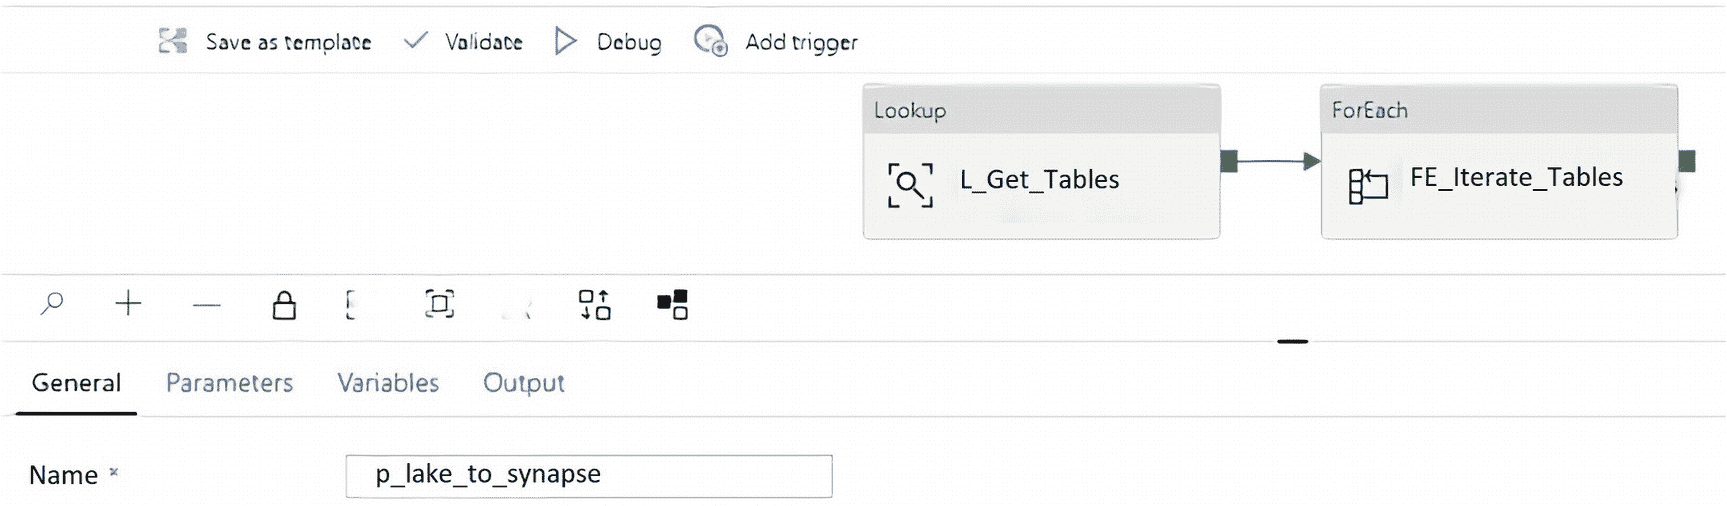 Save as template Validate Debug Add trigger
Lookup
L_Get_Tables
ForEach
FE_Iterate_Tables
General Parameters Variables Output
Name * p_lake_to_synapse